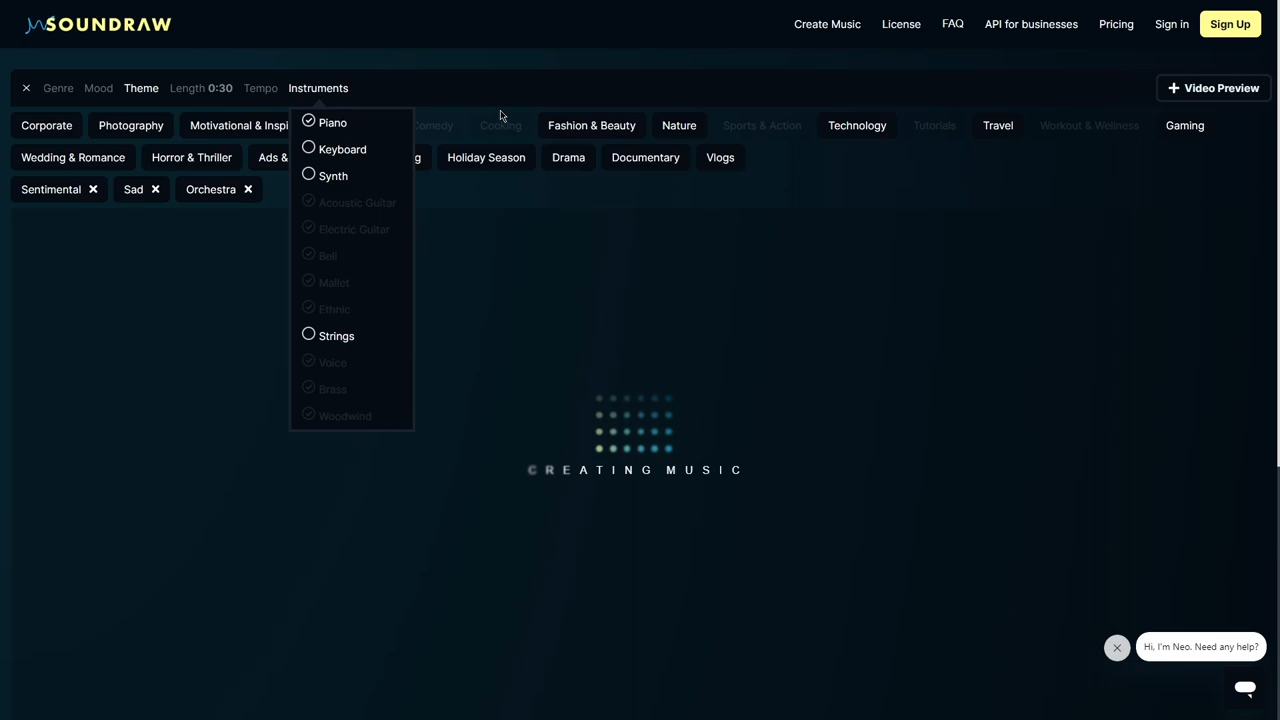 SOUNDRAW
Create Music License FAQ API for businesses Pricing Sign in Sign Up
Genre Mood Theme Length 0:30 Tempo Instruments
Video Preview
Corporate Photography Motivational & Inspi omedy Cooking Fashion & Beauty Nature Sports & Action Technology Tutorials Travel Workout & Wellness Gaming
Wedding & Romance Horror & Thriller Ads & g Holiday Season Drama Documentary Vlogs
Sentimental Sad Orchestra
Piano
Keyboard
Synth
Acoustic Guitar
Electric Guitar
Bell
Mallet
Ethnic
Strings
Voice
Brass
Woodwind
CREATING MUSIC
Hi, I'm Neo. Need any help?